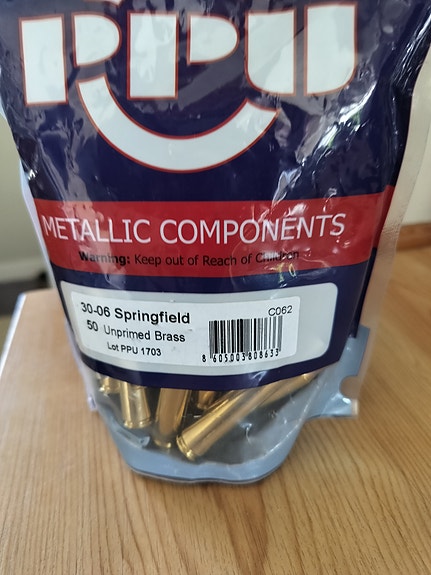 PPU
METALLIC COMPONENTS
Warning: Keep out of Reach of Children
30-06 Springfield
C062
50 Unprimed Brass
Lot PPU 1703
8 605003 808633